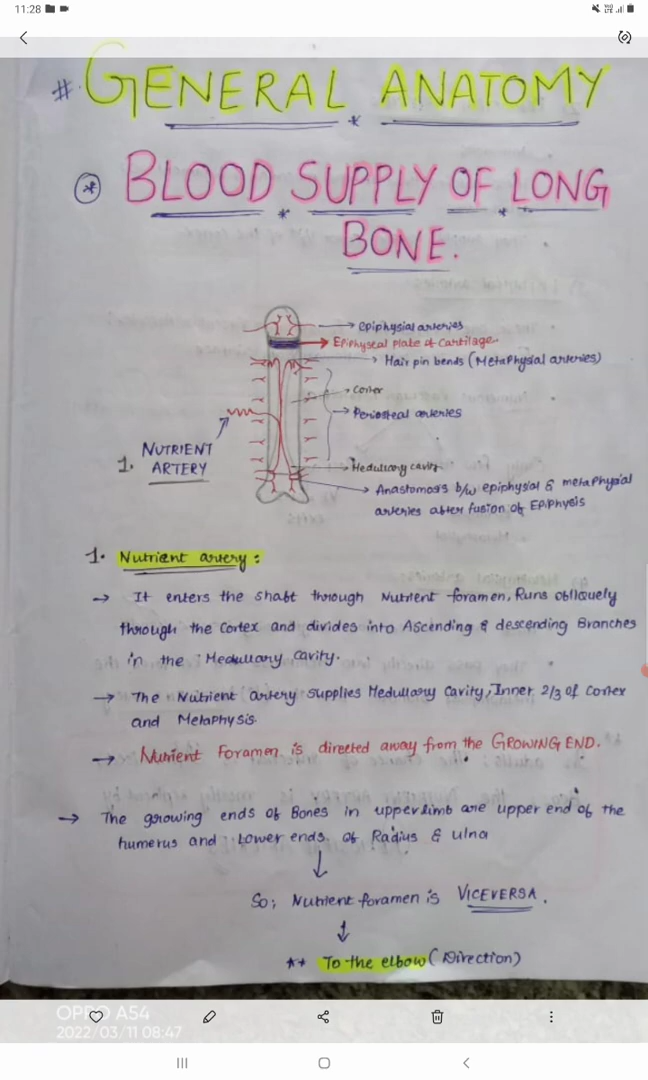 11:28
# GENERAL ANATOMY
BLOOD SUPPLY OF LONG
BONE.
Epiphysial arteries
Epiphyseal plate of Cartilage.
Hair pin bends (Metaphysial arteries)
Cortex
Periosteal arteries
NUTRIENT
1. ARTERY
Medullary cavity
Anastomosis b/w epiphysial & metaphysial
arteries after fusion of Epiphysis
1. Nutrient artery:
→ It enters the shaft through Nutrient foramen, Runs obliquely
through the Cortex and divides into Ascending & descending Branches
in the Medullary Cavity.
→ The Nutrient artery supplies Medullary Cavity, Inner 2/3 of Cortex
and Metaphysis.
→ Nutrient Foramen is directed away from the GROWING END.
→ The growing ends of Bones in upperlimb are upper end of the
humerus and Lower ends of Radius & ulna
↓
So; Nutrient foramen is VICEVERSA.
↓
** To the elbow (Direction)
OPPO A54
2022/03/11 08:47